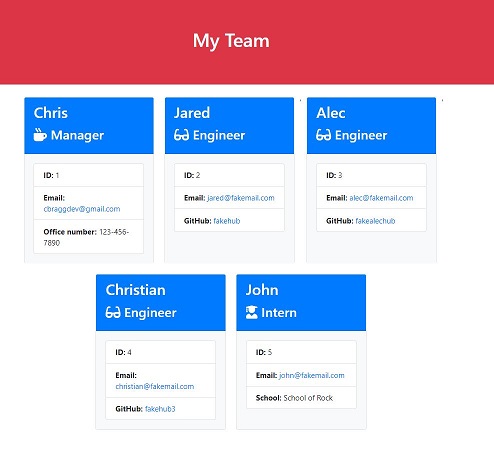 My Team
Chris
Manager
ID: 1
Email:
cbraggdev@gmail.com
Office number: 123-456-
7890
Jared
Engineer
ID: 2
Email: jared@fakemail.com
GitHub: fakehub
,
Alec
Engineer
ID: 3
Email: alec@fakemail.com
GitHub: fakealechub
,
Christian
Engineer
ID: 4
Email:
christian@fakemail.com
GitHub: fakehub3
John
Intern
ID: 5
Email: john@fakemail.com
School: School of Rock